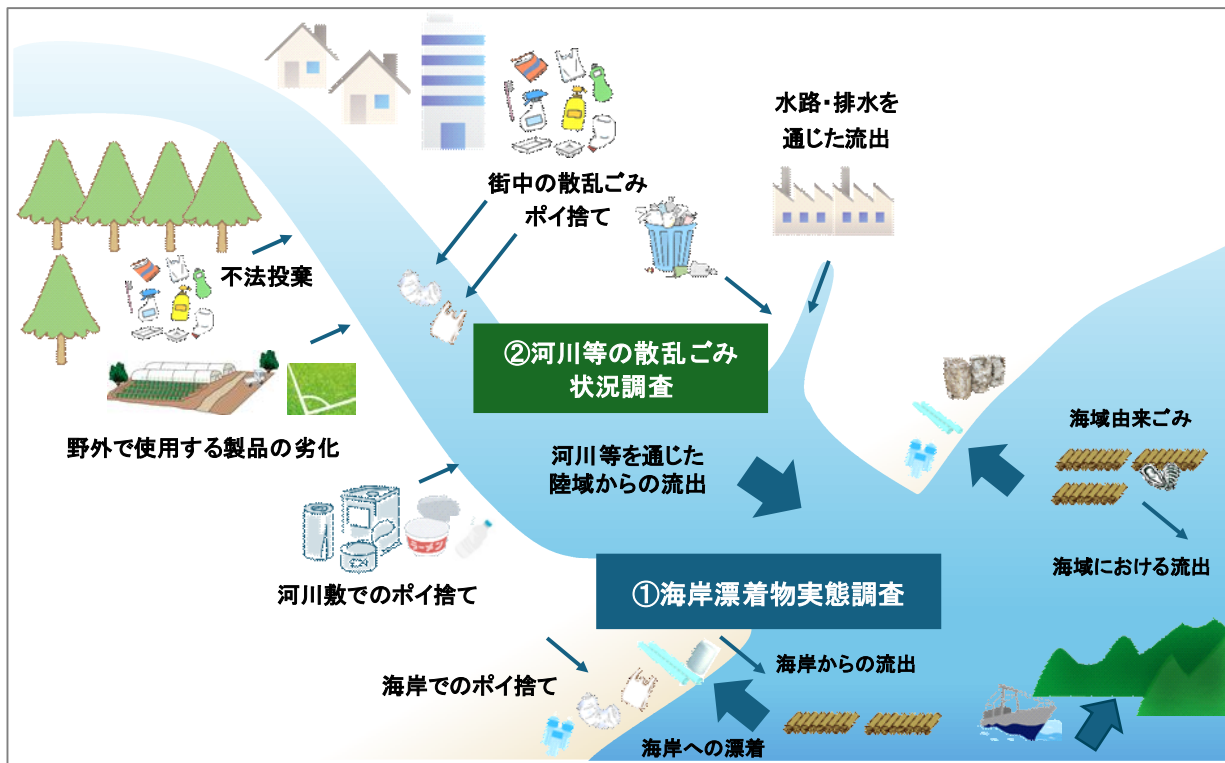 水路・排水を
通じた流出
街中の散乱ごみ
ポイ捨て
不法投棄
②河川等の散乱ごみ
状況調査
野外で使用する製品の劣化
海域由来ごみ
河川等を通じた
陸域からの流出
ラーメン
海域における流出
河川敷でのポイ捨て
①海岸漂着物実態調査
海岸からの流出
海岸でのポイ捨て
海岸への漂着